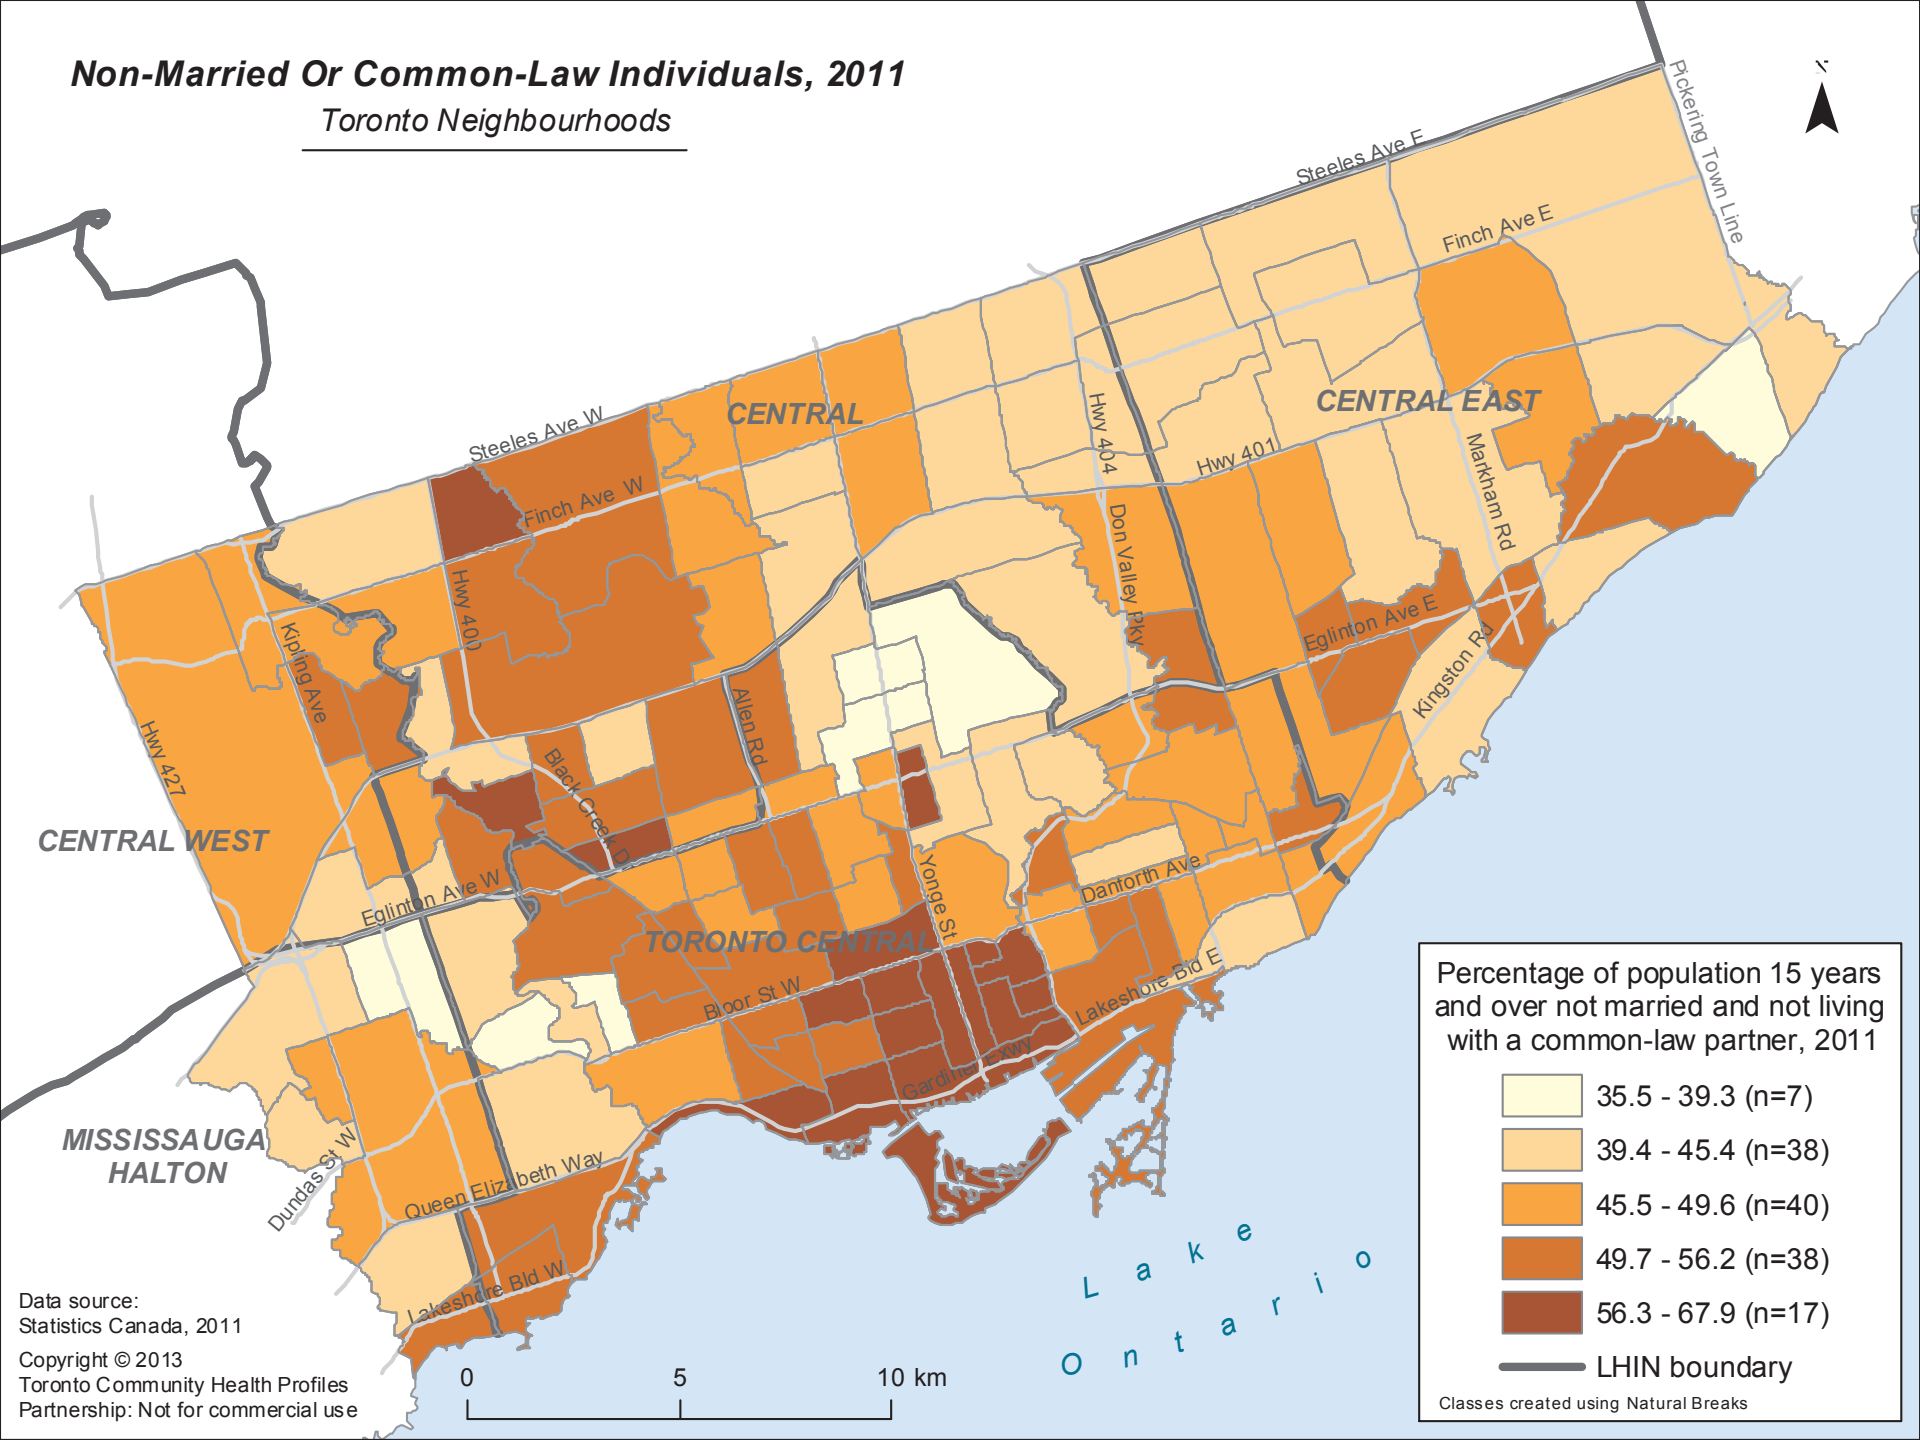 Non-Married Or Common-Law Individuals, 2011
Toronto Neighbourhoods
N
Pickering Town Line
Steeles Ave E
Finch Ave E
CENTRAL EAST
CENTRAL
Steeles Ave W
Finch Ave W
Hwy 404
Hwy 401
Markham Rd
Don Valley Pky
Hwy 400
Kipling Ave
Eglinton Ave E
Kingston Rd
Hwy 427
Allen Rd
Black Creek D
CENTRAL WEST
Eglinton Ave W
Yonge St
Danforth Ave
TORONTO CENTRAL
Bloor St W
Lakeshore Bld E
Gardiner Exwy
MISSISSAUGA
HALTON
Dundas St W
Queen Elizabeth Way
Lakeshore Bld W
Lake
Ontario
Percentage of population 15 years
and over not married and not living
with a common-law partner, 2011
35.5 - 39.3 (n=7)
39.4 - 45.4 (n=38)
45.5 - 49.6 (n=40)
49.7 - 56.2 (n=38)
56.3 - 67.9 (n=17)
LHIN boundary
Classes created using Natural Breaks
Data source:
Statistics Canada, 2011
Copyright © 2013
Toronto Community Health Profiles
Partnership: Not for commercial use
0 5 10 km